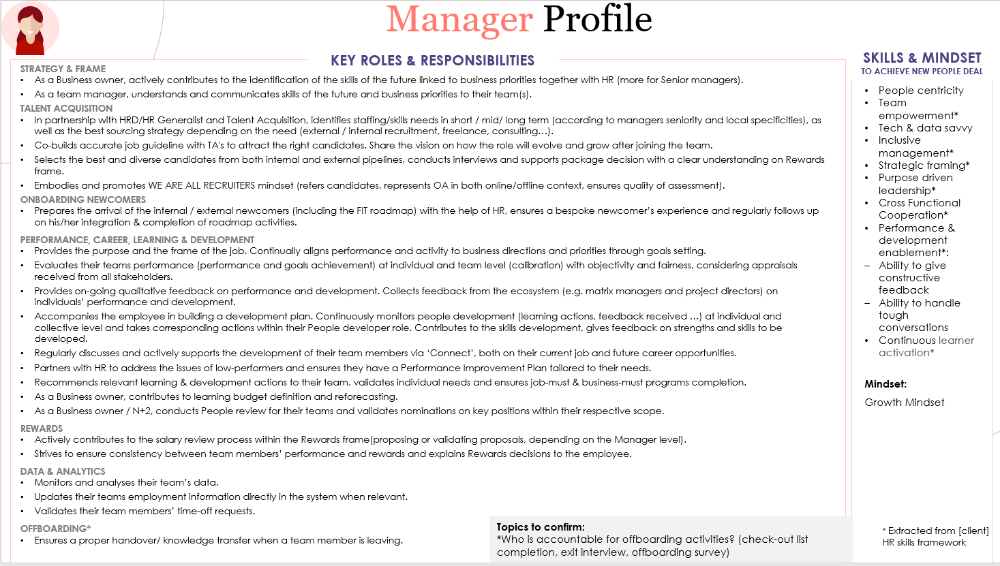 Manager Profile
KEY ROLES & RESPONSIBILITIES
STRATEGY & FRAME
• As a Business owner, actively contributes to the identification of the skills of the future linked to business priorities together with HR (more for Senior managers).
• As a team manager, understands and communicates skills of the future and business priorities to their team(s).
TALENT ACQUISITION
• In partnership with HRD/HR Generalist and Talent Acquisition, identifies staffing/skills needs in short / mid/ long term (according to managers seniority and local specificities), as
well as the best sourcing strategy depending on the need (external / internal recruitment, freelance, consulting…).
• Co-builds accurate job guideline with TA's to attract the right candidates. Share the vision on how the role will evolve and grow after joining the team.
• Selects the best and diverse candidates from both internal and external pipelines, conducts interviews and supports package decision with a clear understanding on Rewards
frame.
• Embodies and promotes WE ARE ALL RECRUITERS mindset (refers candidates, represents OA in both online/offline context, ensures quality of assessment).
ONBOARDING NEWCOMERS
• Prepares the arrival of the internal / external newcomers (including the FIT roadmap) with the help of HR, ensures a bespoke newcomer's experience and regularly follows up
on his/her integration & completion of roadmap activities.
PERFORMANCE, CAREER, LEARNING & DEVELOPMENT
• Provides the purpose and the frame of the job. Continually aligns performance and activity to business directions and priorities through goals setting.
• Evaluates their teams performance (performance and goals achievement) at individual and team level (calibration) with objectivity and fairness, considering appraisals
received from all stakeholders.
• Provides on-going qualitative feedback on performance and development. Collects feedback from the ecosystem (e.g. matrix managers and project directors) on
individuals' performance and development.
• Accompanies the employee in building a development plan. Continuously monitors people development (learning actions, feedback received …) at individual and
collective level and takes corresponding actions within their People developer role. Contributes to the skills development, gives feedback on strengths and skills to be
developed.
• Regularly discusses and actively supports the development of their team members via 'Connect', both on their current job and future career opportunities.
• Partners with HR to address the issues of low-performers and ensures they have a Performance Improvement Plan tailored to their needs.
• Recommends relevant learning & development actions to their team, validates individual needs and ensures job-must & business-must programs completion.
• As a Business owner, contributes to learning budget definition and reforecasting.
• As a Business owner / N+2, conducts People review for their teams and validates nominations on key positions within their respective scope.
REWARDS
• Actively contributes to the salary review process within the Rewards frame(proposing or validating proposals, depending on the Manager level).
• Strives to ensure consistency between team members' performance and rewards and explains Rewards decisions to the employee.
DATA & ANALYTICS
• Monitors and analyses their team's data.
• Updates their teams employment information directly in the system when relevant.
• Validates their team members' time-off requests.
OFFBOARDING*
• Ensures a proper handover/ knowledge transfer when a team member is leaving.
Topics to confirm:
*Who is accountable for offboarding activities? (check-out list
completion, exit interview, offboarding survey)
SKILLS & MINDSET
TO ACHIEVE NEW PEOPLE DEAL
• People centricity
• Team
empowerment*
• Tech & data savvy
• Inclusive
management*
• Strategic framing*
• Purpose driven
leadership*
• Cross Functional
Cooperation*
• Performance &
development
enablement*:
– Ability to give
constructive
feedback
– Ability to handle
tough
conversations
• Continuous learner
activation*
Mindset:
Growth Mindset
* Extracted from [client]
HR skills framework